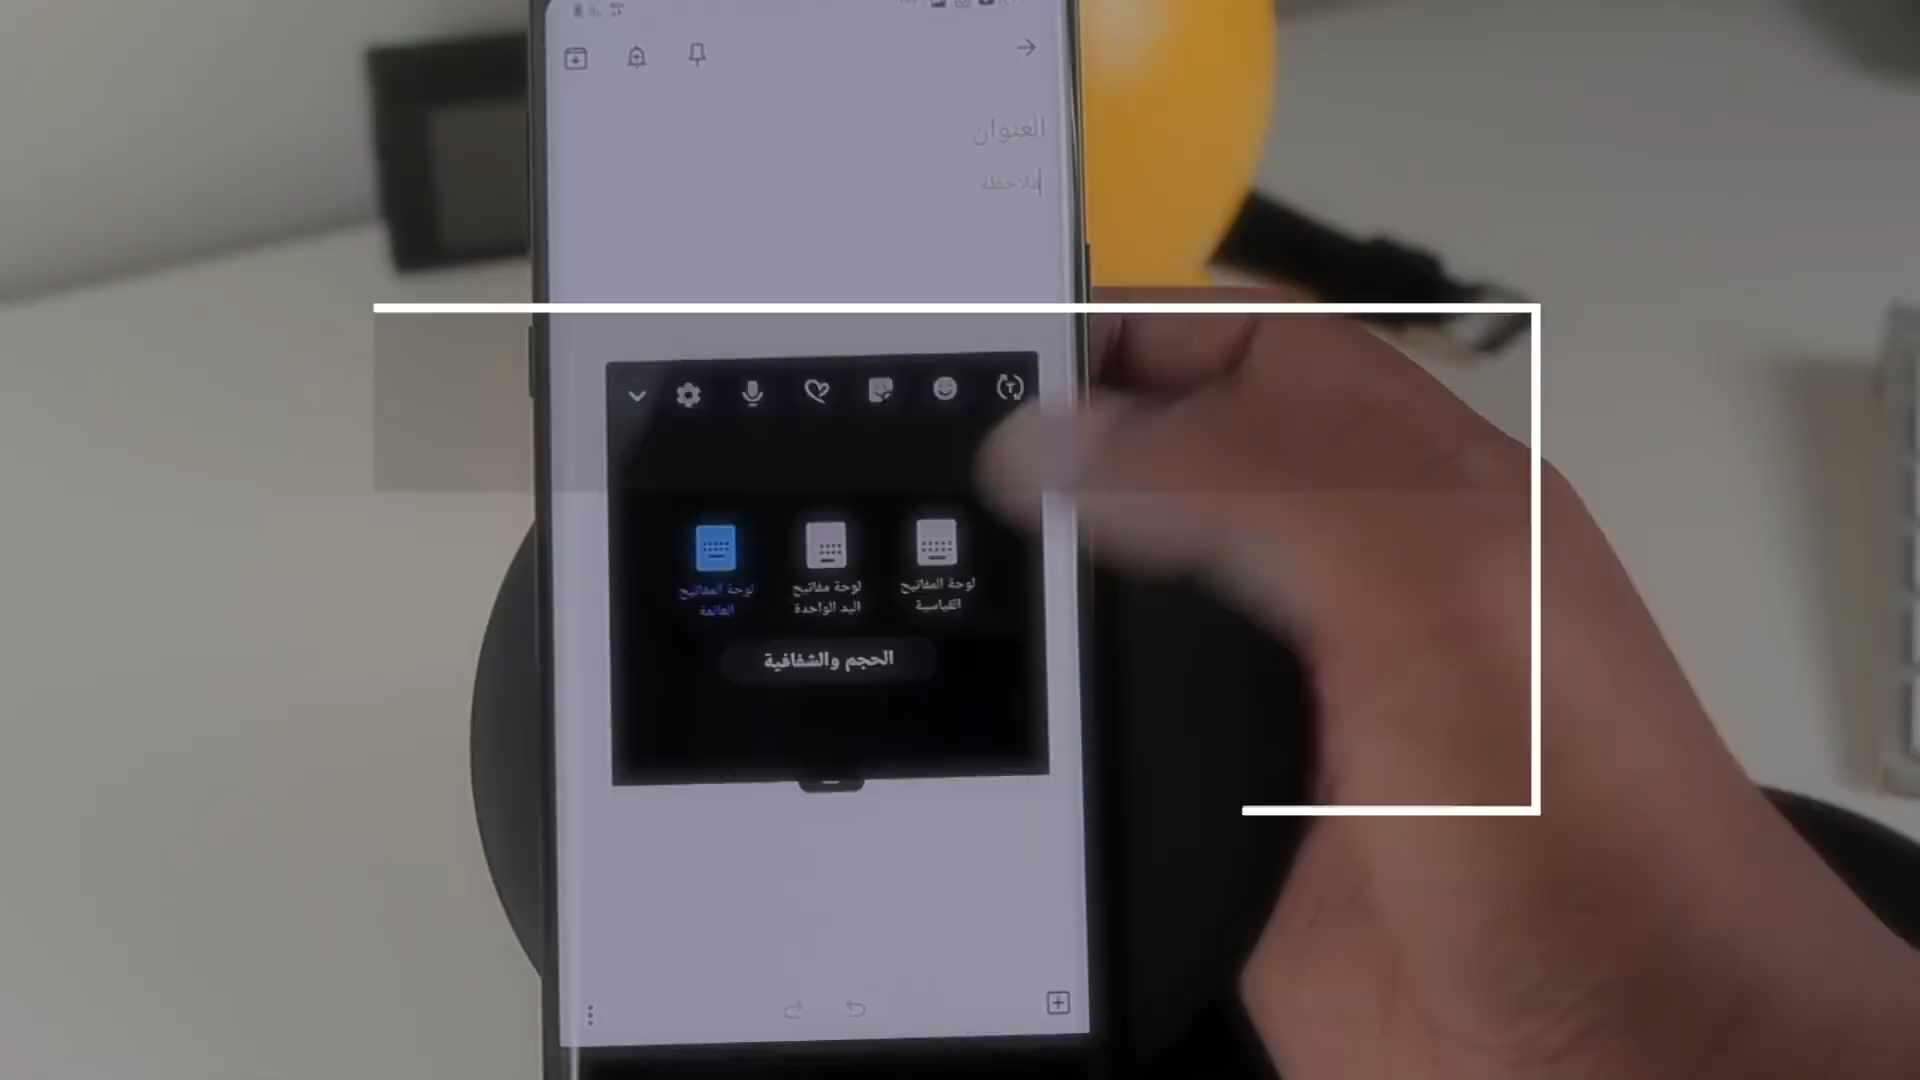 العنوان
ملاحظة
لوحة المفاتيح
القياسية
لوحة مفاتيح
اليد الواحدة
لوحة المفاتيح
العائمة
الحجم والشفافية